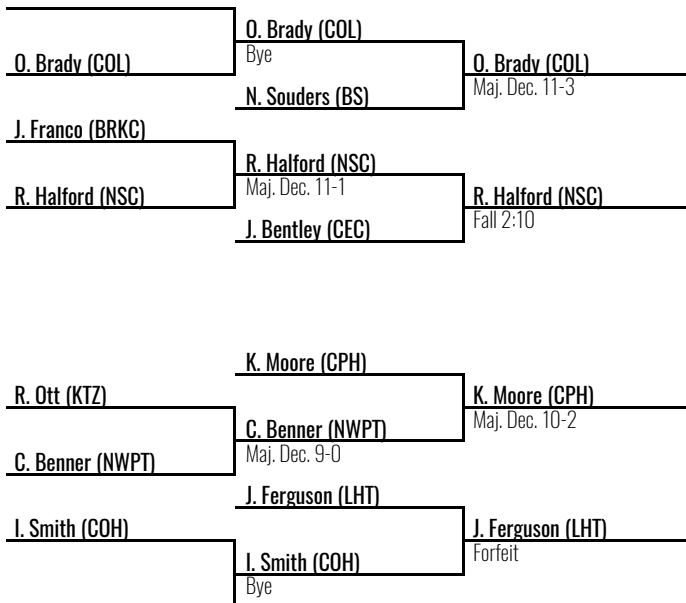 O. Brady (COL)
O. Brady (COL)
Bye
N. Souders (BS)
O. Brady (COL)
Maj. Dec. 11-3
J. Franco (BRKC)
R. Halford (NSC)
R. Halford (NSC)
Maj. Dec. 11-1
J. Bentley (CEC)
R. Halford (NSC)
Fall 2:10
K. Moore (CPH)
R. Ott (KTZ)
C. Benner (NWPT)
C. Benner (NWPT)
Maj. Dec. 9-0
K. Moore (CPH)
Maj. Dec. 10-2
J. Ferguson (LHT)
I. Smith (COH)
I. Smith (COH)
Bye
J. Ferguson (LHT)
Forfeit